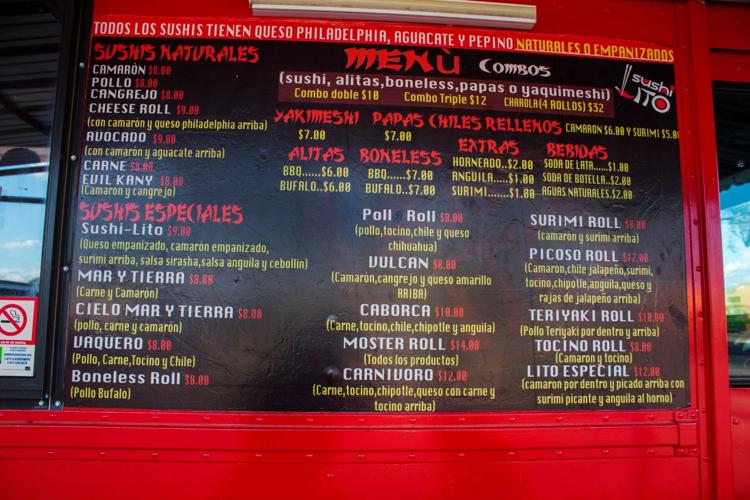 TODOS LOS SUSHIS TIENEN QUESO PHILADELPHIA, AGUACATE Y PEPINO NATURALES O EMPANIZADOS
SUSHIS NATURALES
CAMARÓN $8.00
POLLO $8.00
CANGREJO $8.00
CHEESE ROLL $9.00
(con camarón y queso philadelphia arriba)
AVOCADO $9.00
(con camarón y aguacate arriba)
CARNE $8.00
EVIL KANY $8.00
(Camaron y cangrejo)
MENÙ COMBOS
(sushi, alitas, boneless, papas o yaquimeshi)
Combo doble $10 Combo Triple $12 CHAROLA(4 ROLLOS) $32
sushi
LITO
YAKIMESHI
$7.00
PAPAS
$7.00
CHILES RELLENOS CAMARON $6.00 Y SURIMI $5.0
ALITAS
BBQ......$6.00
BUFALO..$6.00
BONELESS
BBQ......$7.00
BUFALO..$7.00
EXTRAS
HORNEADO..$2.00
ANGUILA.....$1.00
SURIMI.......$1.00
BEBIDAS
SODA DE LATA......$1.00
SODA DE BOTELLA..$2.00
AGUAS NATURALES.$2.00
SUSHIS ESPECIALES
Sushi-Lito $9.00
(Queso empanizado, camarón empanizado,
surimi arriba, salsa sirasha,salsa anguila y cebollin)
MAR Y TIERRA $8.00
(Carne y Camarón)
CIELO MAR Y TIERRA $8.00
(pollo, carne y camarón)
VAQUERO $8.00
(Pollo, Carne,Tocino y Chile)
Boneless Roll $8.00
(Pollo Bufalo)
Poll Roll $8.00
(pollo,tocino,chile y queso
chihuahua)
VULCAN $8.00
(Camarón,cangrejo y queso amarillo
ARRIBA)
CABORCA $10.00
(Carne,tocino,chile,chipotle y anguila)
MOSTER ROLL $14.00
(Todos los productos)
CARNIVORO $12.00
(Carne,tocino,chipotle,queso con carne y
tocino arriba)
SURIMI ROLL $8.00
(camarón y surimi arriba)
PICOSO ROLL $12.00
(Camaron,chile jalapeño,surimi,
tocino,chipotle,anguila,queso y
rajas de jalapeño arriba)
TERIYAKI ROLL $10.00
(Pollo Teriyaki por dentro y arriba)
TOCINO ROLL $8.00
(Camaron y tocino)
LITO ESPECIAL $12.00
(camaron por dentro y picado arriba con
surimi picante y anguila al horno)